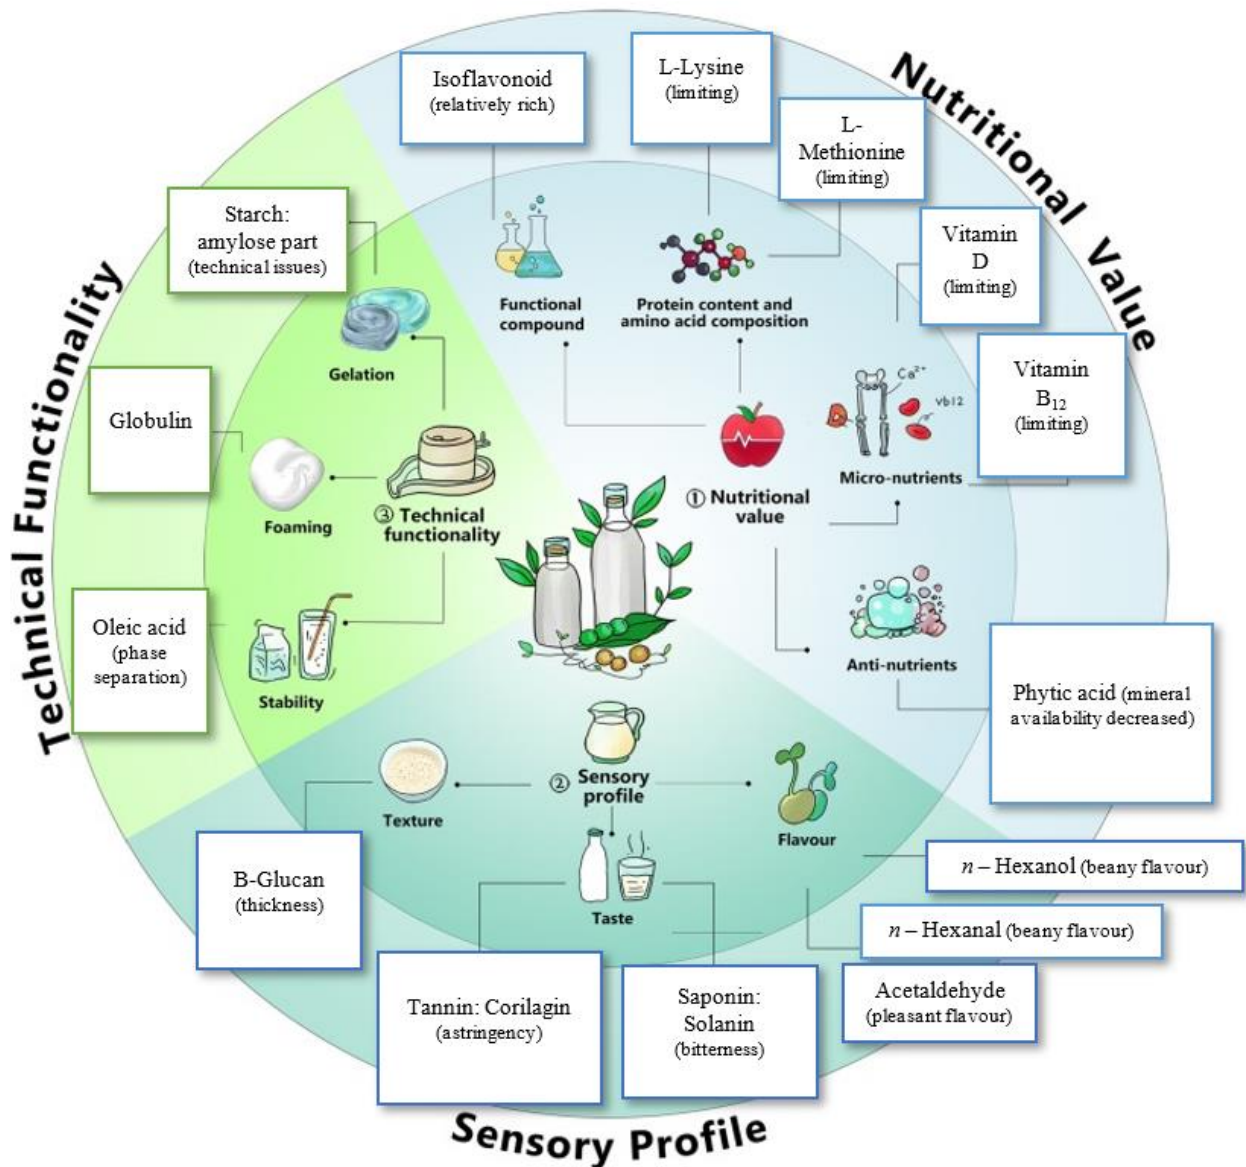 Nutritional Value
Isoflavonoid
(relatively rich)
L-Lysine
(limiting)
L-
Methionine
(limiting)
Vitamin
D
(limiting)
Vitamin
B₁₂
(limiting)
Functional
compound
Protein content and
amino acid composition
Ca²⁺
Vb12
Micro-nutrients
① Nutritional
value
Anti-nutrients
Phytic acid (mineral
availability decreased)
Technical Functionality
Starch:
amylose part
(technical issues)
Gelation
Globulin
Foaming
③ Technical
functionality
Oleic acid
(phase
separation)
Stability
② Sensory
profile
Texture
Taste
Flavour
B-Glucan
(thickness)
Tannin: Corilagin
(astringency)
Saponin:
Solanin
(bitterness)
n – Hexanol (beany flavour)
n – Hexanal (beany flavour)
Acetaldehyde
(pleasant flavour)
Sensory Profile